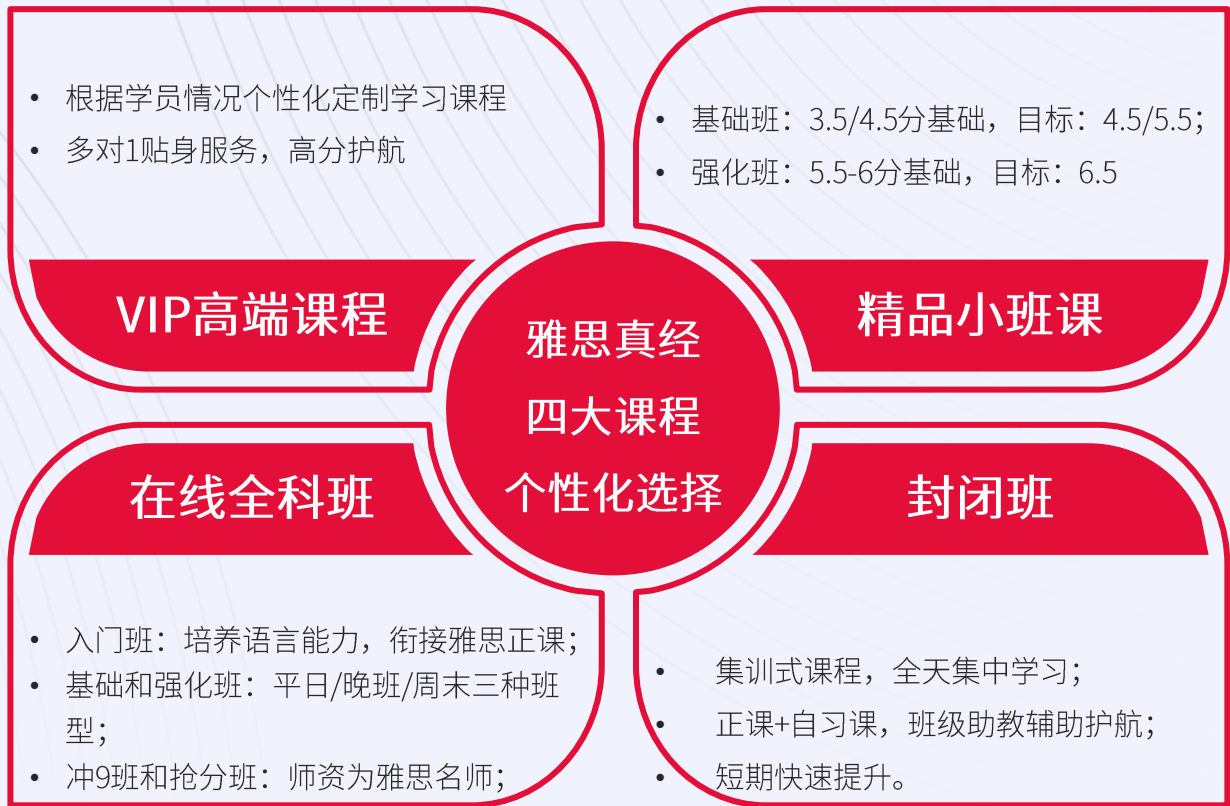 根据学员情况个性化定制学习课程
多对1贴身服务，高分护航
VIP高端课程
基础班：3.5/4.5分基础，目标：4.5/5.5；
强化班：5.5-6分基础，目标：6.5
精品小班课
雅思真经
四大课程
个性化选择
在线全科班
入门班：培养语言能力，衔接雅思正课；
基础和强化班：平日/晚班/周末三种班
型；
冲9班和抢分班：师资为雅思名师；
封闭班
集训式课程，全天集中学习；
正课+自习课，班级助教辅助护航；
短期快速提升。